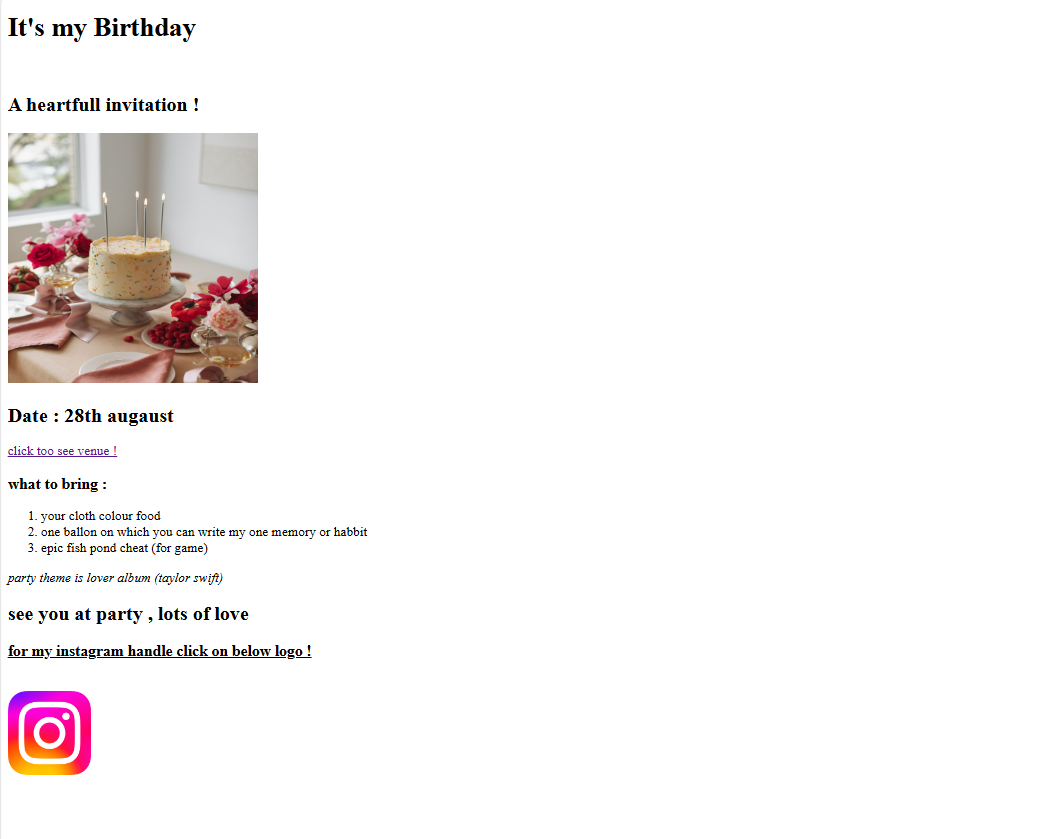 It's my Birthday
A heartfull invitation !
Date : 28th augaust
click too see venue !
what to bring :
1. your cloth colour food
2. one ballon on which you can write my one memory or habbit
3. epic fish pond cheat (for game)
party theme is lover album (taylor swift)
see you at party , lots of love
for my instagram handle click on below logo !